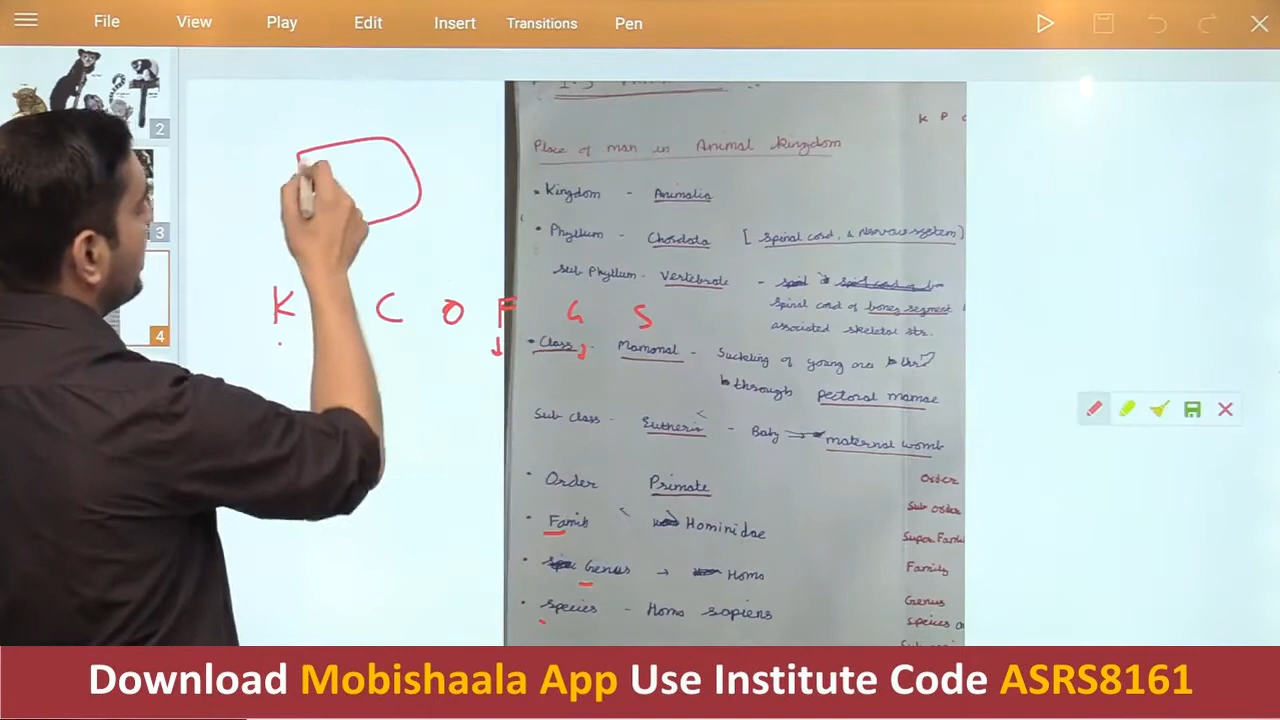 File View Play Edit Insert Transitions Pen
2
3
4
K P C
Place of man in Animal kingdom
• Kingdom - Animalia
• Phyllum - Chordata [ Spinal cord, & nervous system )
Sub Phyllum - Vertebrate -
spinal cord of boney segment
associated skeletal str.
K C O F G S
• Class - Mammal - Suckling of young ones
through pectoral mamae
Sub Class - Eutheria - Baby → maternal womb
• Order Primate
• Family Hominidae
• Genus → Homo
• Species - Homo sapiens
Order
Sub order
Super Fami
Family
Genus
Species
Download Mobishaala App Use Institute Code ASRS8161